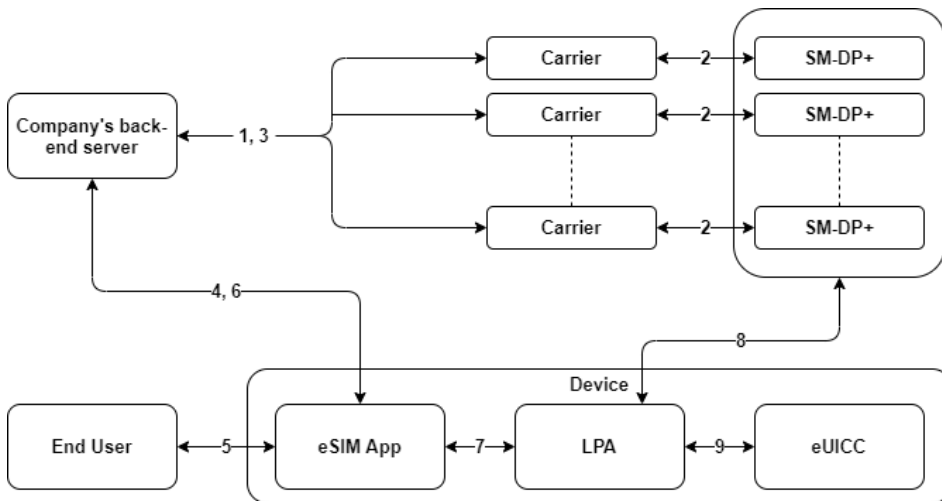 Carrier
2
SM-DP+
Company's back-
end server
1, 3
Carrier
2
SM-DP+
Carrier
2
SM-DP+
4, 6
8
Device
End User
5
eSIM App
7
LPA
9
eUICC